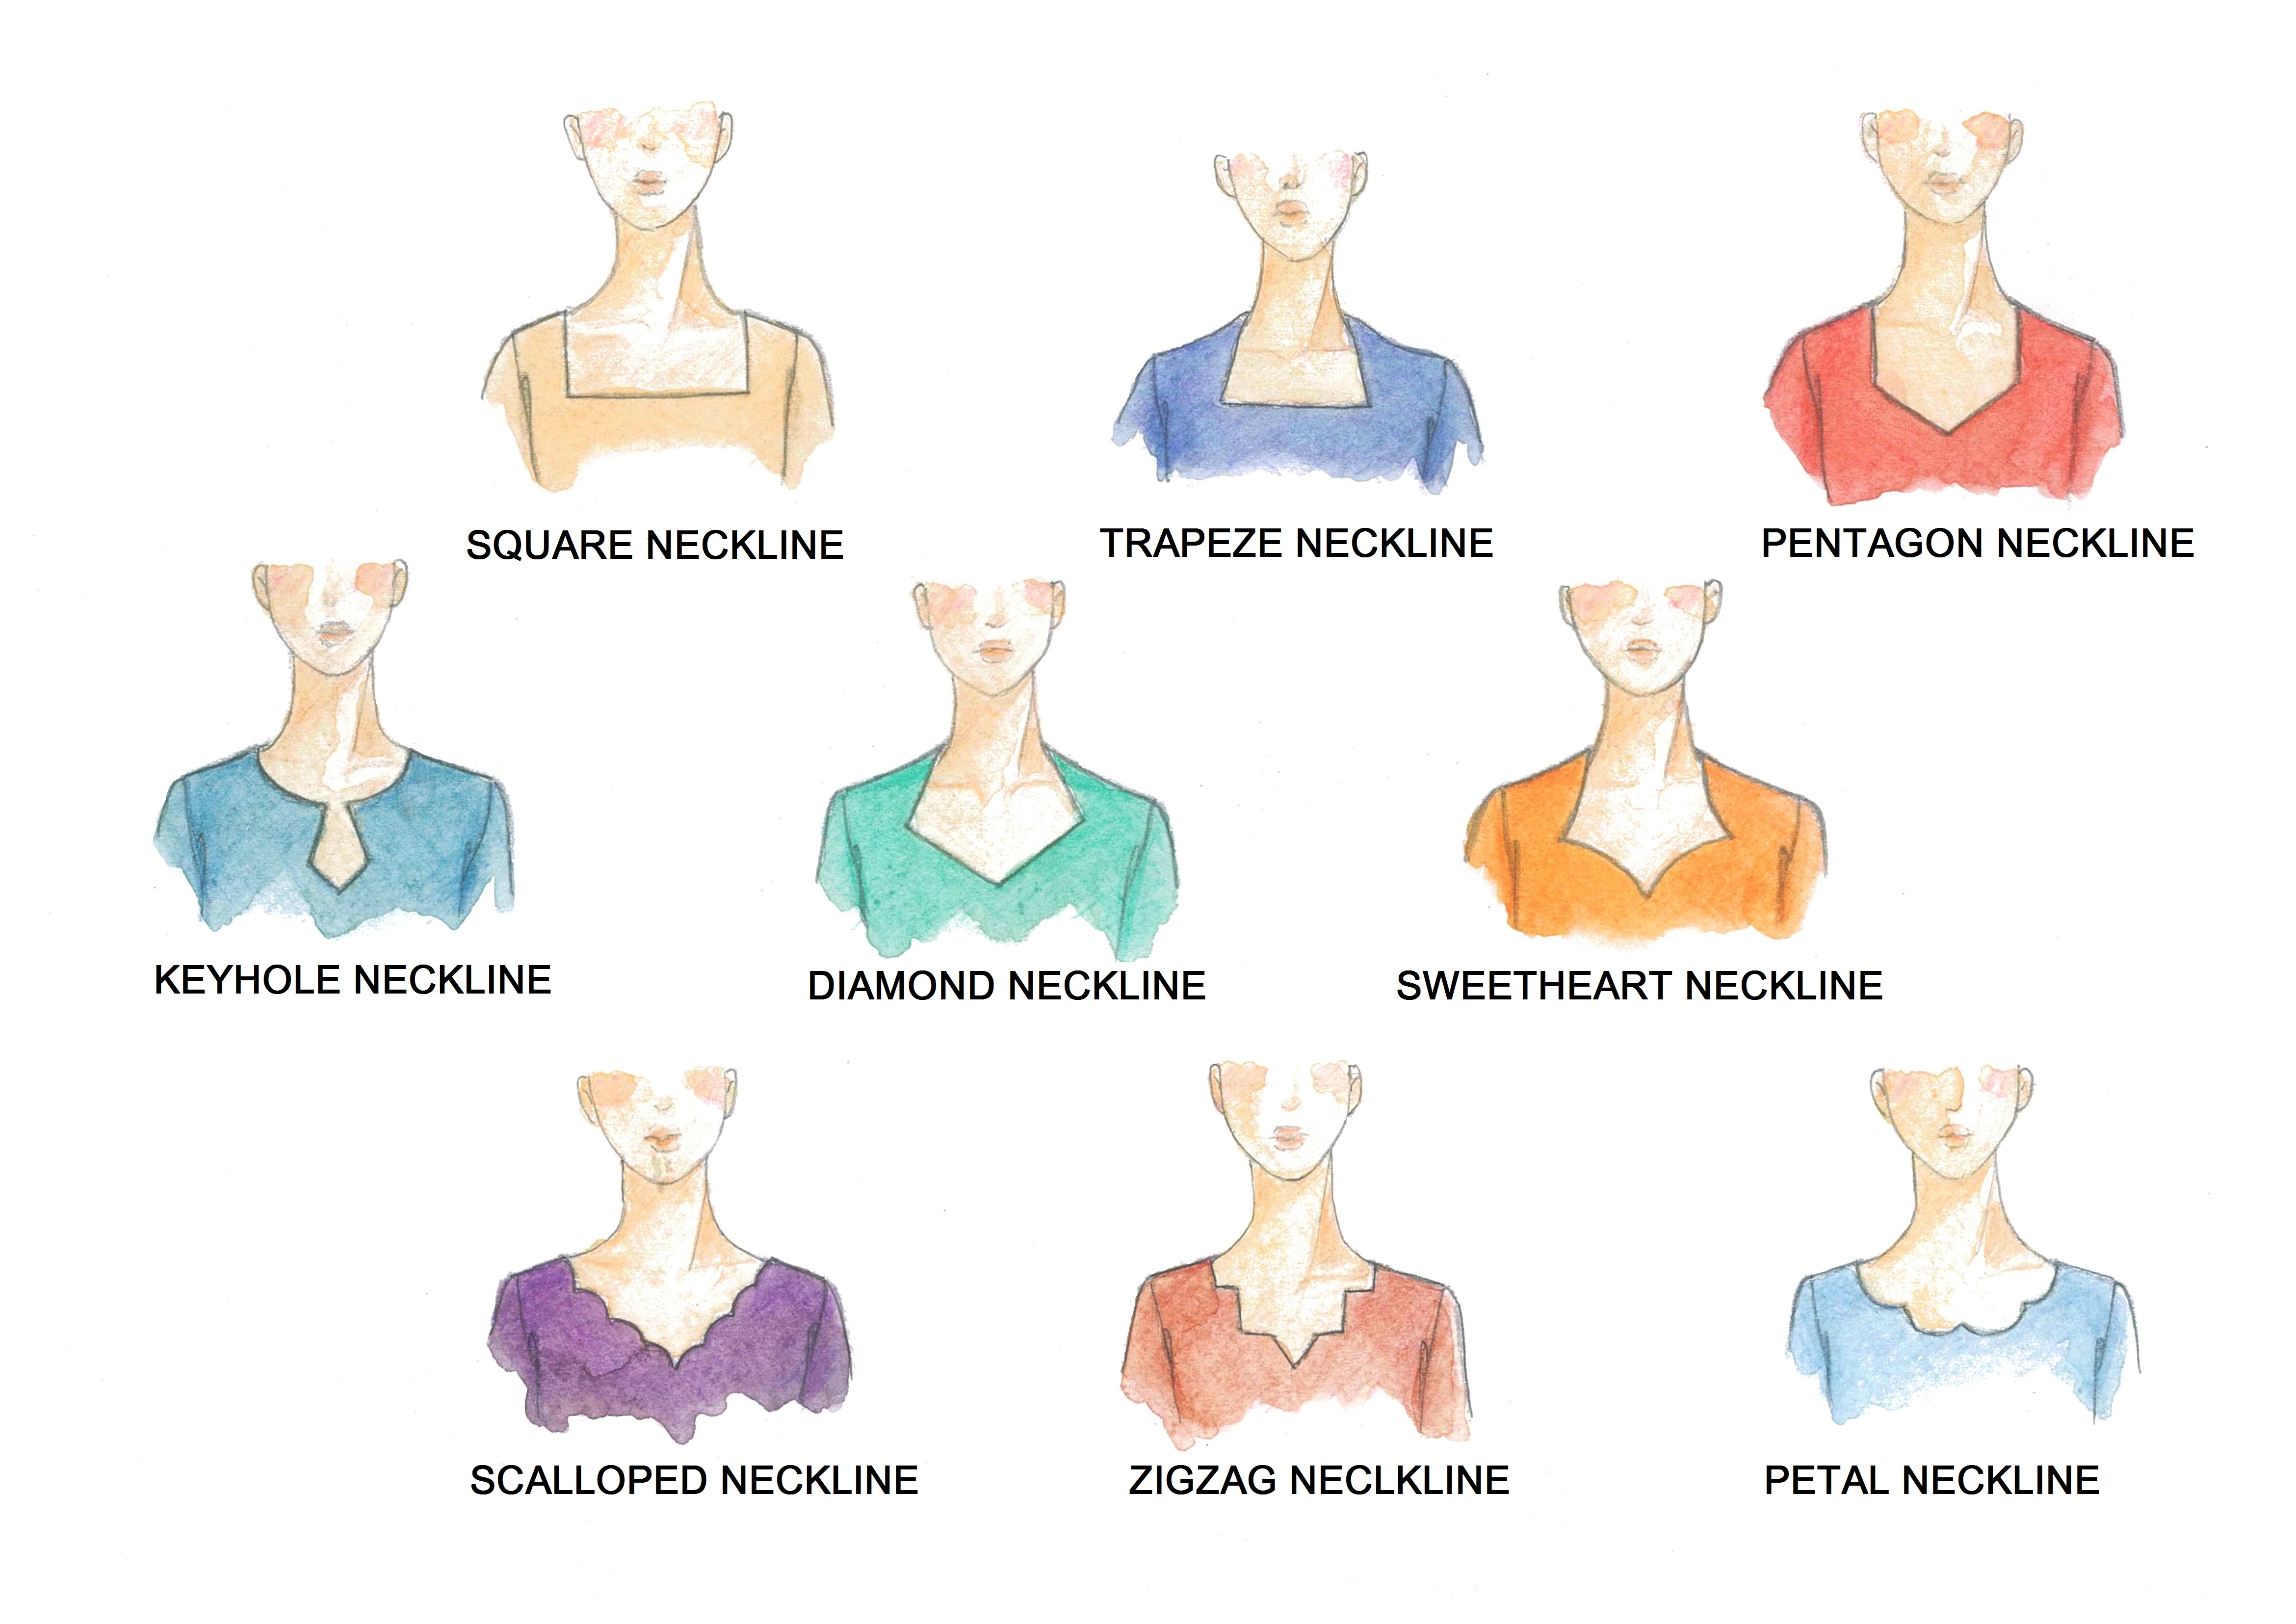 SQUARE NECKLINE
TRAPEZE NECKLINE
PENTAGON NECKLINE
KEYHOLE NECKLINE
DIAMOND NECKLINE
SWEETHEART NECKLINE
SCALLOPED NECKLINE
ZIGZAG NECLKLINE
PETAL NECKLINE